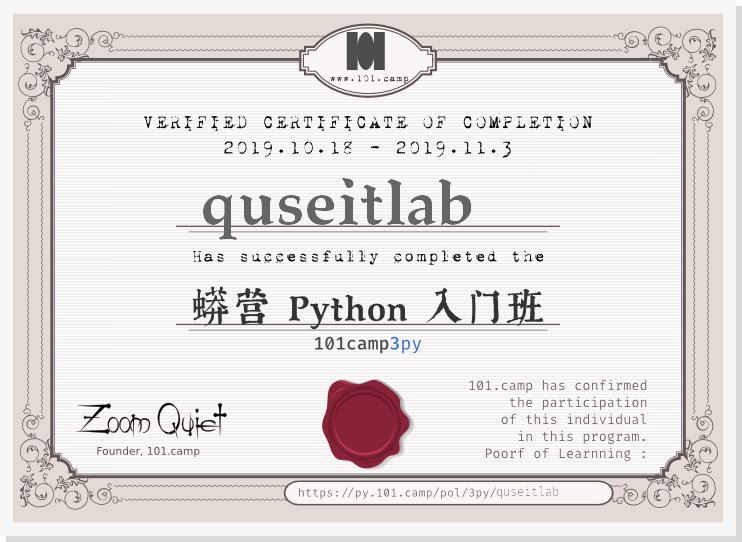 101
www.101.camp
VERIFIED CERTIFICATE OF COMPLETION
2019.10.18 - 2019.11.3
quseitlab
Has successfully completed the
蟒营 Python 入门班
101camp3py
101.camp has confirmed
the participation
of this individual
in this program.
Poorf of Learnning :
Zoom Quiet
Founder, 101.camp
https://py.101.camp/pol/3py/quseitlab